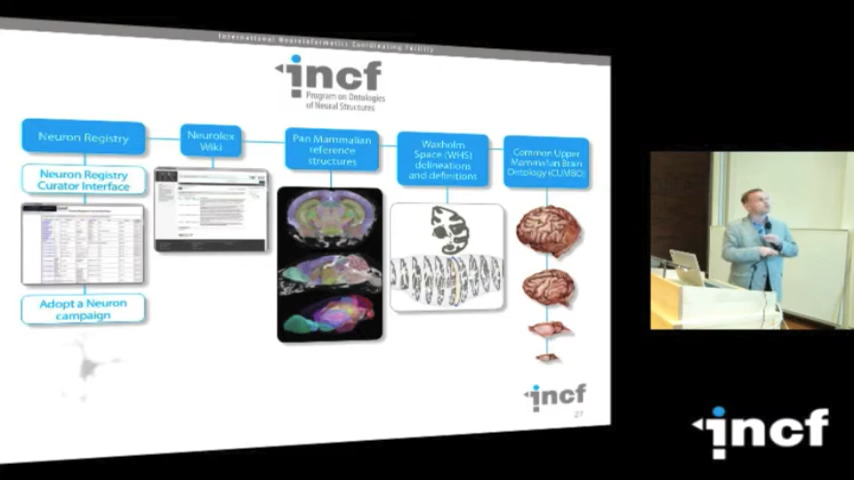 International Neuroinformatics Coordinating Facility
incf
Program on Ontologies
of Neural Structures
Neuron Registry
Neuron Registry
Curator Interface
Adopt a Neuron
campaign
Neurolex
Wiki
Pan Mammalian
reference
structures
Waxholm
Space (WHS)
delineations
and definitions
Common Upper
Mammalian Brain
Ontology (CUMBO)
incf
27
incf